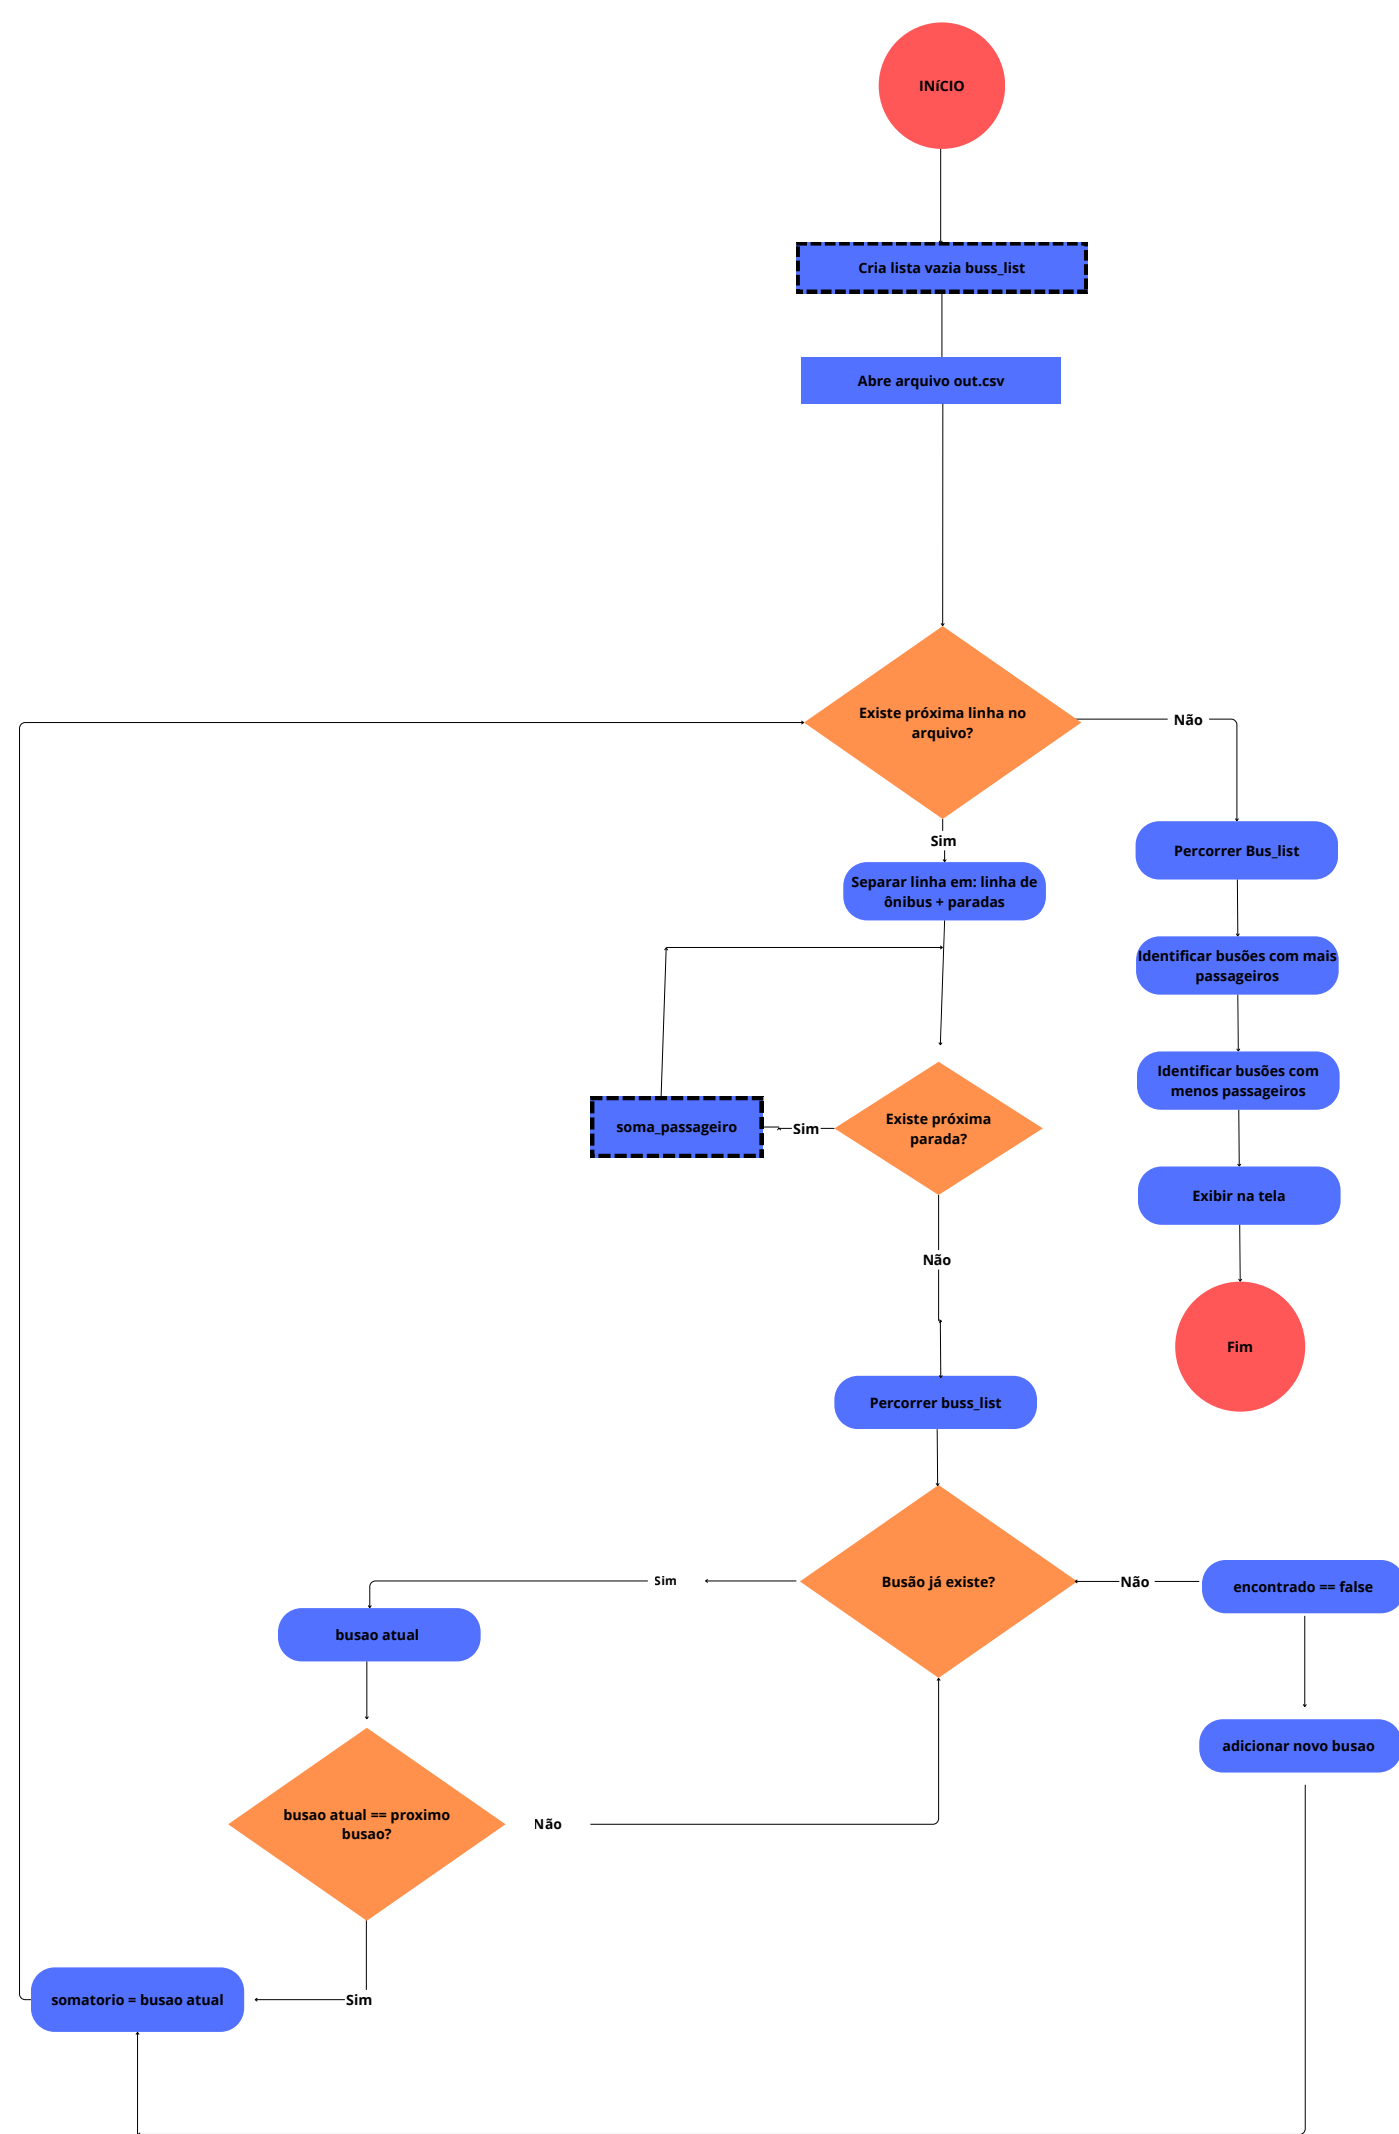 INíCIO
Cria lista vazia buss_list
Abre arquivo out.csv
Existe próxima linha no
arquivo?
Não
Sim
Separar linha em: linha de
ônibus + paradas
Percorrer Bus_list
Identificar busões com mais
passageiros
Identificar busões com
menos passageiros
Exibir na tela
Fim
Existe próxima
parada?
Sim
soma_passageiro
Não
Percorrer buss_list
Busão já existe?
Sim
Não
encontrado == false
busao atual
adicionar novo busao
busao atual == proximo
busao?
Não
Sim
somatorio = busao atual